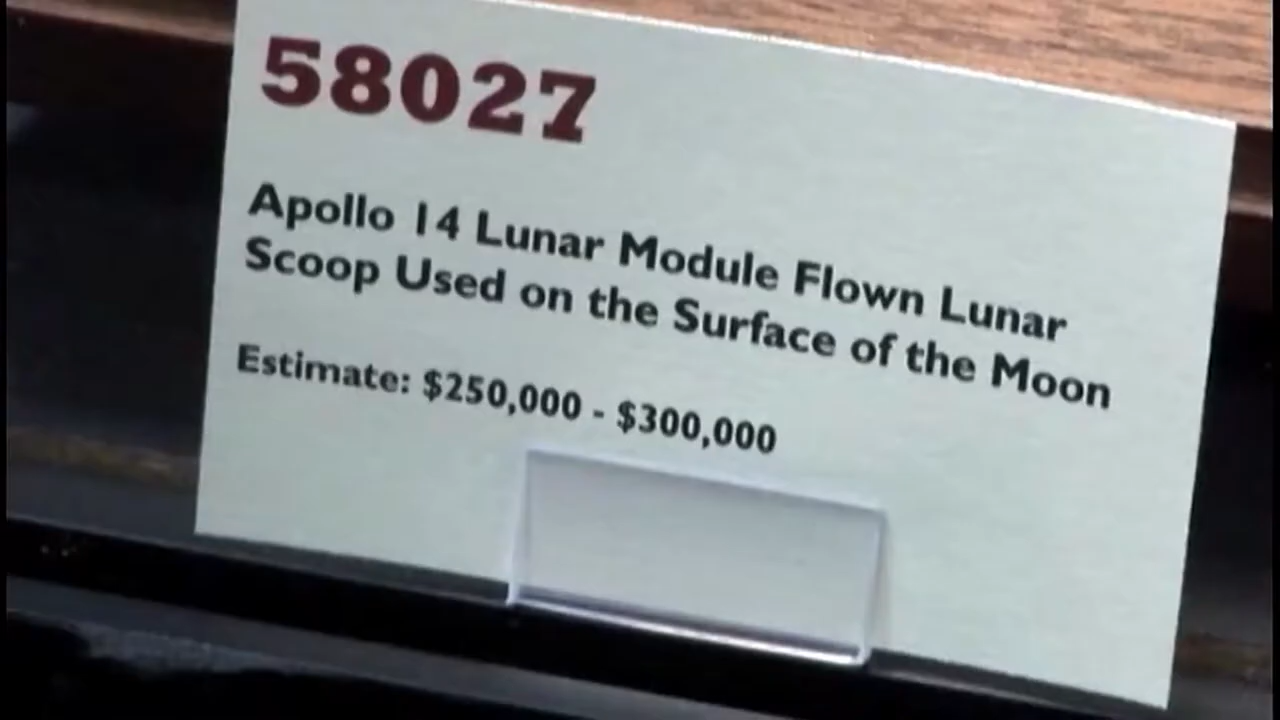 58027
Apollo 14 Lunar Module Flown Lunar
Scoop Used on the Surface of the Moon
Estimate: $250,000 - $300,000